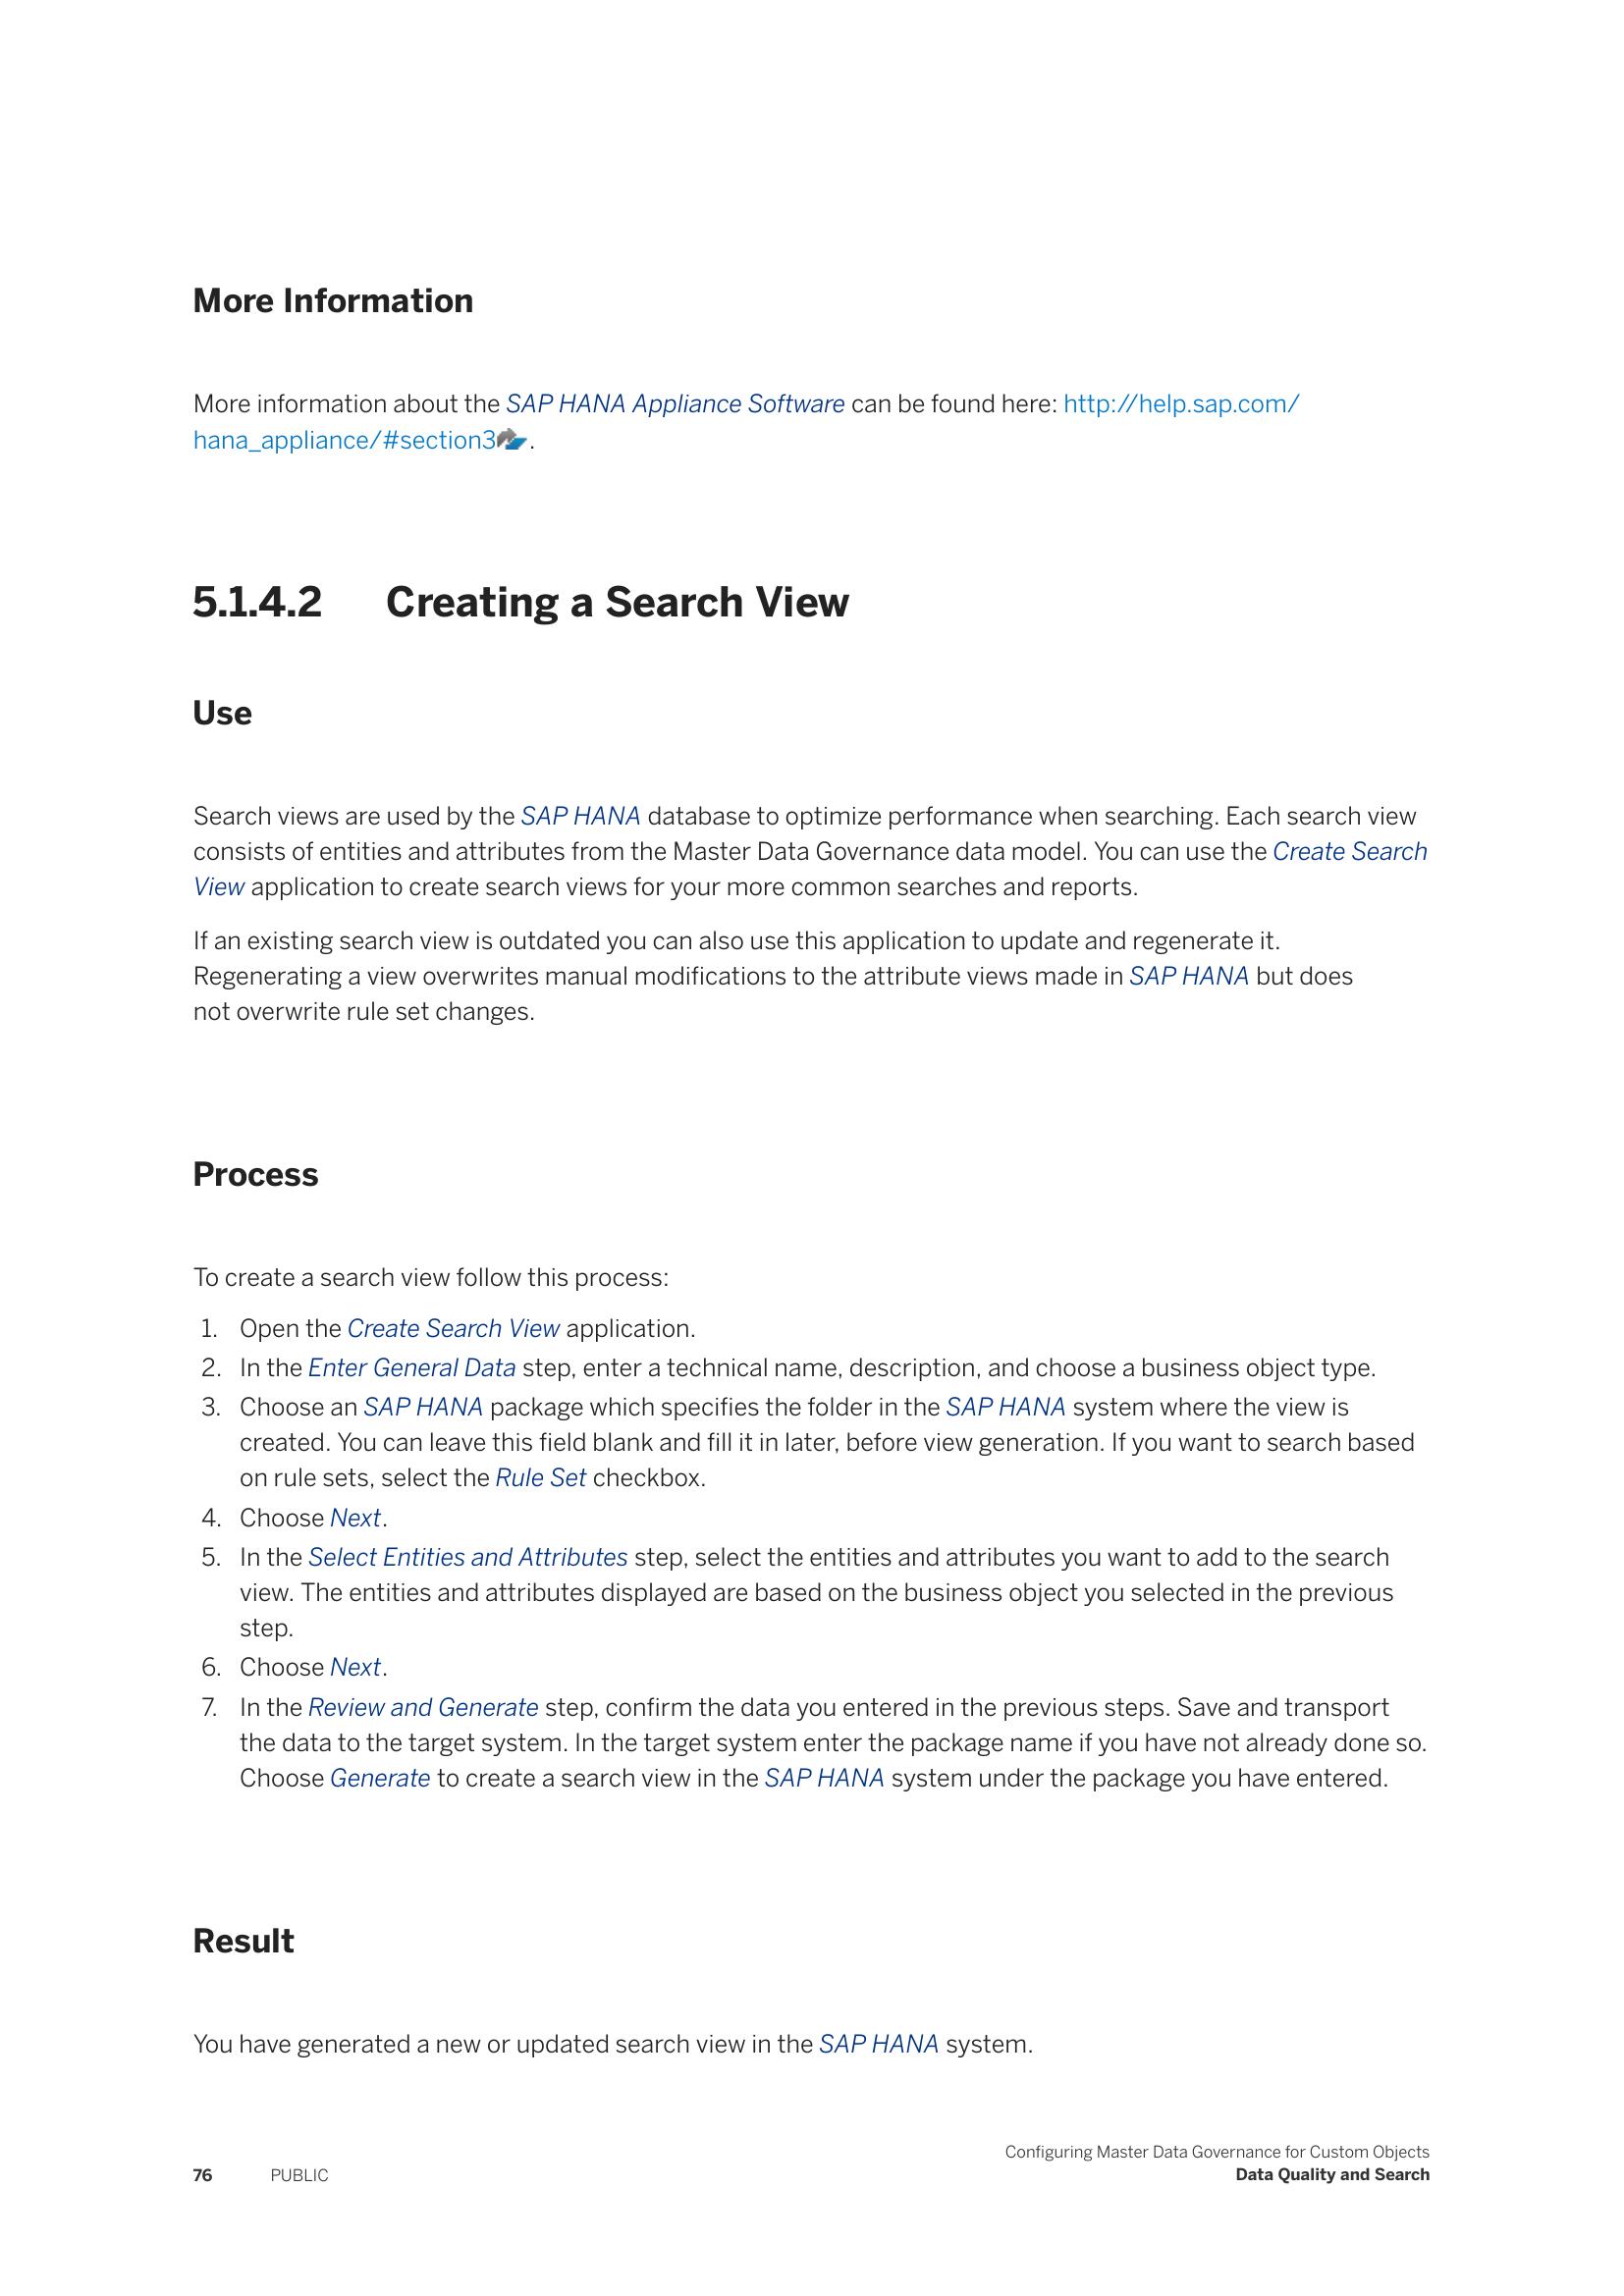 More Information
More information about the SAP HANA Appliance Software can be found here: http://help.sap.com/
hana_appliance/#section3.
5.1.4.2 Creating a Search View
Use
Search views are used by the SAP HANA database to optimize performance when searching. Each search view
consists of entities and attributes from the Master Data Governance data model. You can use the Create Search
View application to create search views for your more common searches and reports.
If an existing search view is outdated you can also use this application to update and regenerate it.
Regenerating a view overwrites manual modifications to the attribute views made in SAP HANA but does
not overwrite rule set changes.
Process
To create a search view follow this process:
1. Open the Create Search View application.
2. In the Enter General Data step, enter a technical name, description, and choose a business object type.
3. Choose an SAP HANA package which specifies the folder in the SAP HANA system where the view is
created. You can leave this field blank and fill it in later, before view generation. If you want to search based
on rule sets, select the Rule Set checkbox.
4. Choose Next.
5. In the Select Entities and Attributes step, select the entities and attributes you want to add to the search
view. The entities and attributes displayed are based on the business object you selected in the previous
step.
6. Choose Next.
7. In the Review and Generate step, confirm the data you entered in the previous steps. Save and transport
the data to the target system. In the target system enter the package name if you have not already done so.
Choose Generate to create a search view in the SAP HANA system under the package you have entered.
Result
You have generated a new or updated search view in the SAP HANA system.
Configuring Master Data Governance for Custom Objects
76 PUBLIC Data Quality and Search